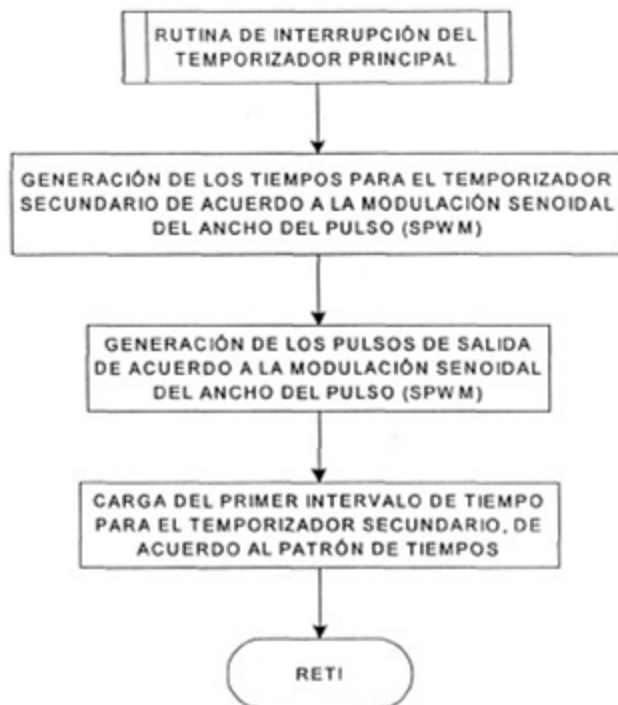 RUTINA DE INTERRUPCIÓN DEL
TEMPORIZADOR PRINCIPAL
GENERACIÓN DE LOS TIEMPOS PARA EL TEMPORIZADOR
SECUNDARIO DE ACUERDO A LA MODULACIÓN SENOIDAL
DEL ANCHO DEL PULSO (SPWM)
GENERACIÓN DE LOS PULSOS DE SALIDA
DE ACUERDO A LA MODULACIÓN SENOIDAL
DEL ANCHO DEL PULSO (SPWM)
CARGA DEL PRIMER INTERVALO DE TIEMPO
PARA EL TEMPORIZADOR SECUNDARIO, DE
ACUERDO AL PATRÓN DE TIEMPOS
RETI